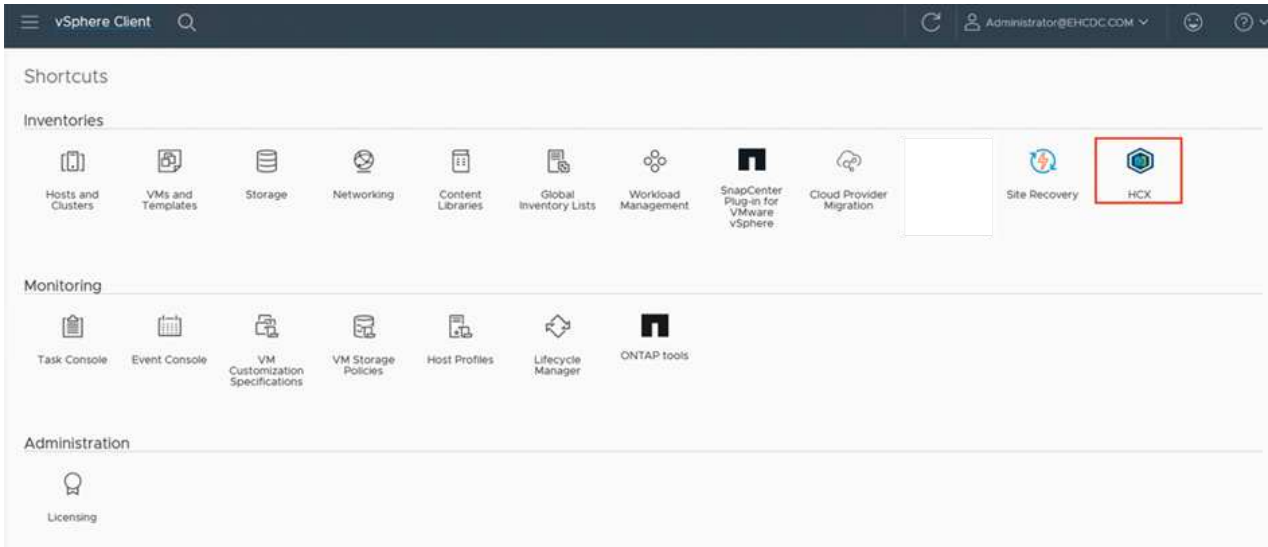 vSphere Client
Administrator@EHCDC.COM
Shortcuts
Inventories
Hosts and
Clusters
VMs and
Templates
Storage
Networking
Content
Libraries
Global
Inventory Lists
Workload
Management
SnapCenter
Plug-in for
VMware
vSphere
Cloud Provider
Migration
Site Recovery
HCX
Monitoring
Task Console
Event Console
VM
Customization
Specifications
VM Storage
Policies
Host Profiles
Lifecycle
Manager
ONTAP tools
Administration
Licensing